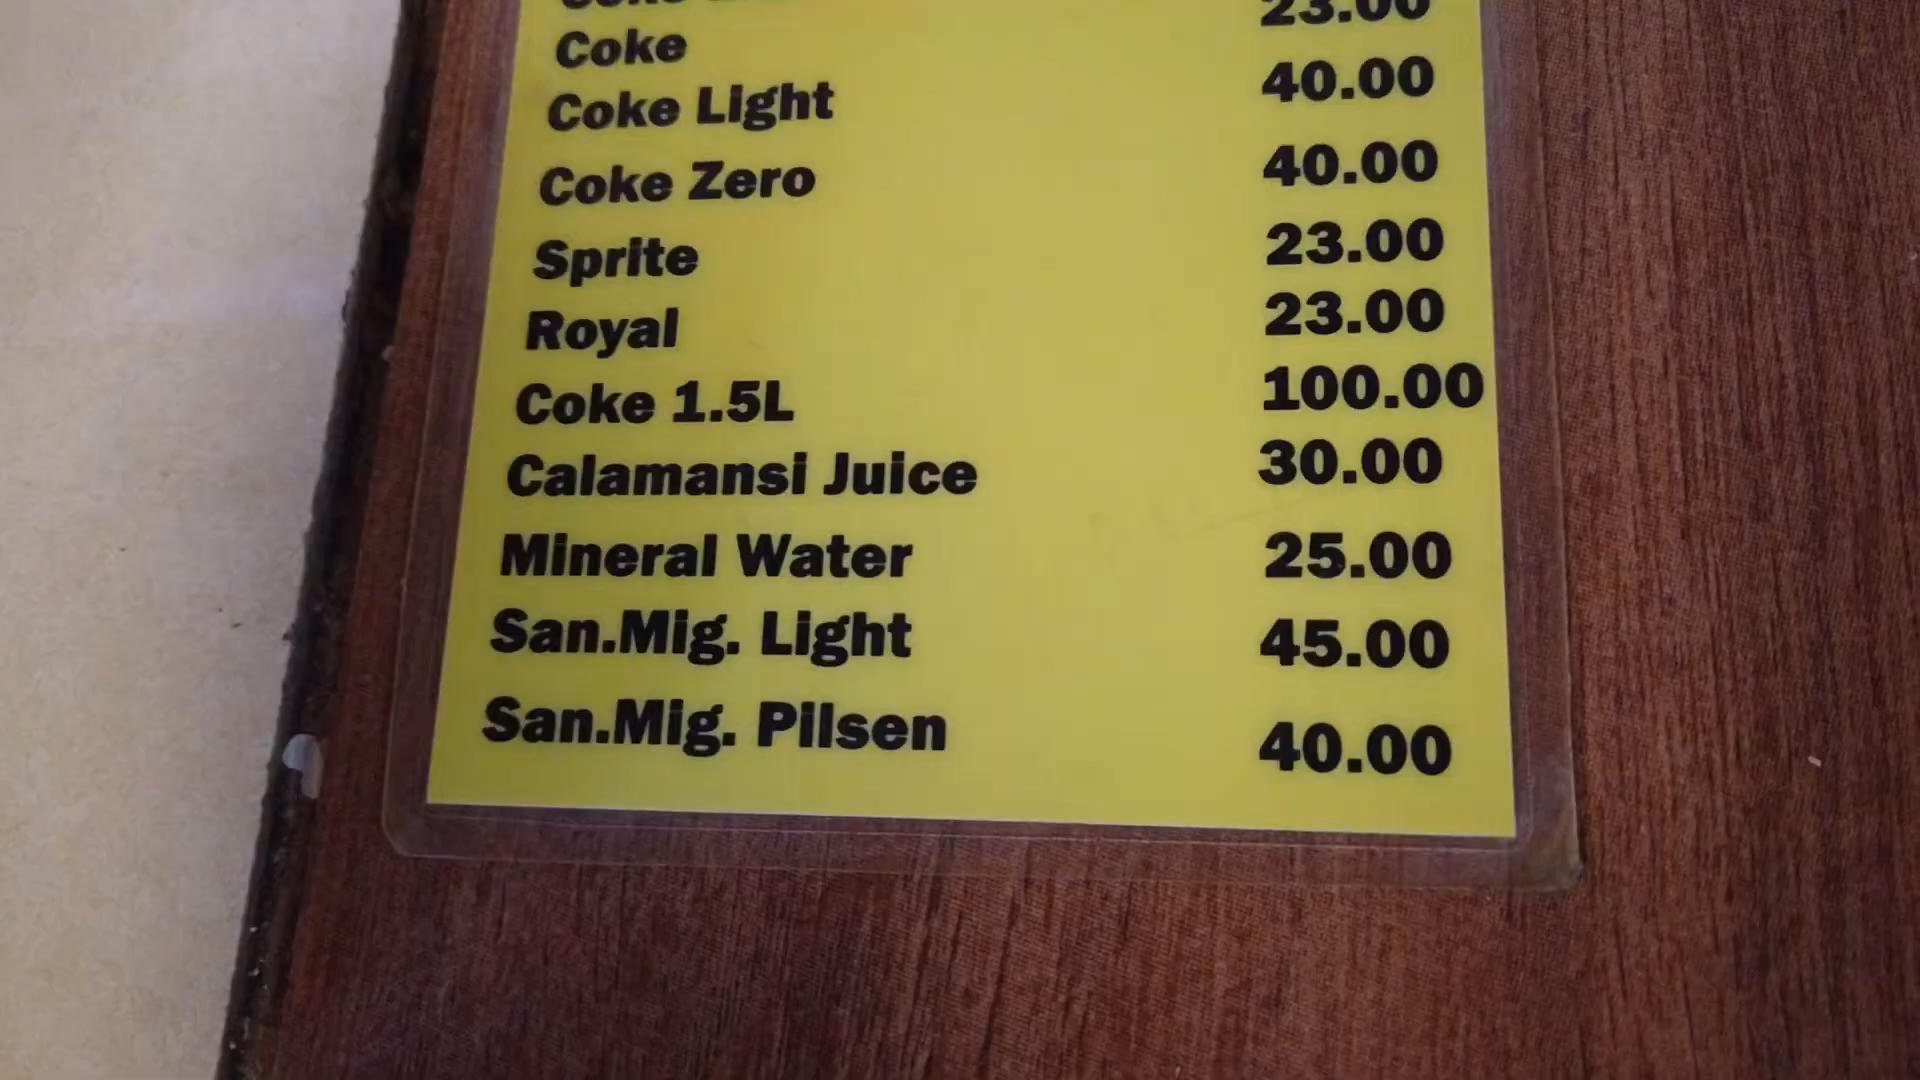 Coke
Coke 23.00
Coke Light 40.00
Coke Zero 40.00
Sprite 23.00
Royal 23.00
Coke 1.5L 100.00
Calamansi Juice 30.00
Mineral Water 25.00
San.Mig. Light 45.00
San.Mig. Pilsen 40.00